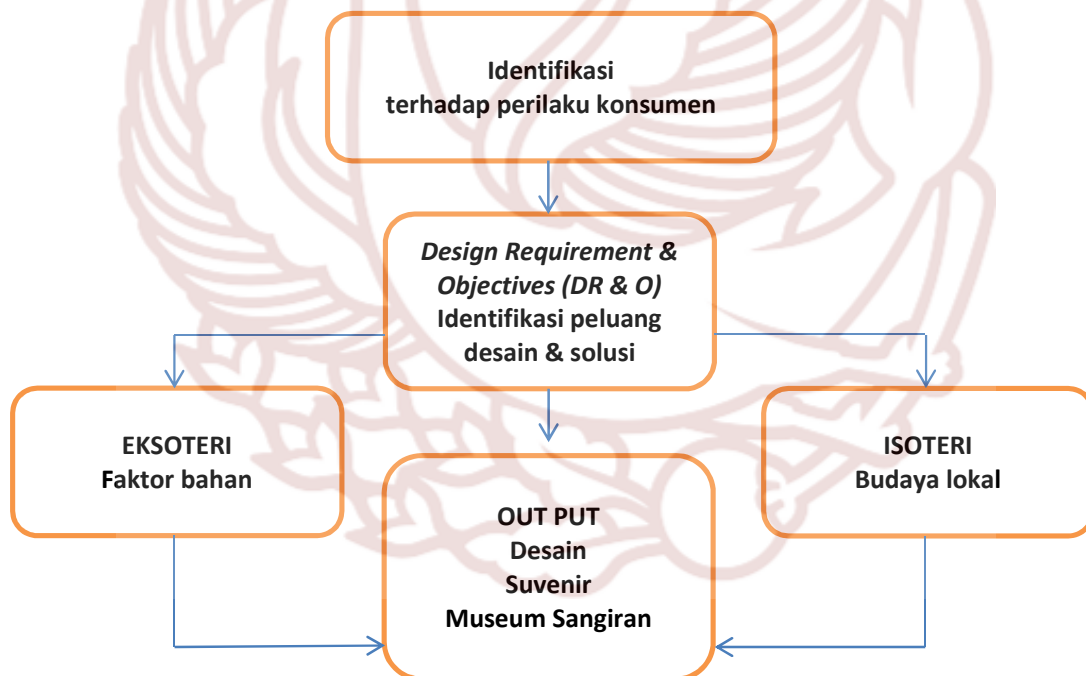 Identifikasi
terhadap perilaku konsumen
Design Requirement &
Objectives (DR & O)
Identifikasi peluang
desain & solusi
EKSOTERI
Faktor bahan
ISOTERI
Budaya lokal
OUT PUT
Desain
Suvenir
Museum Sangiran